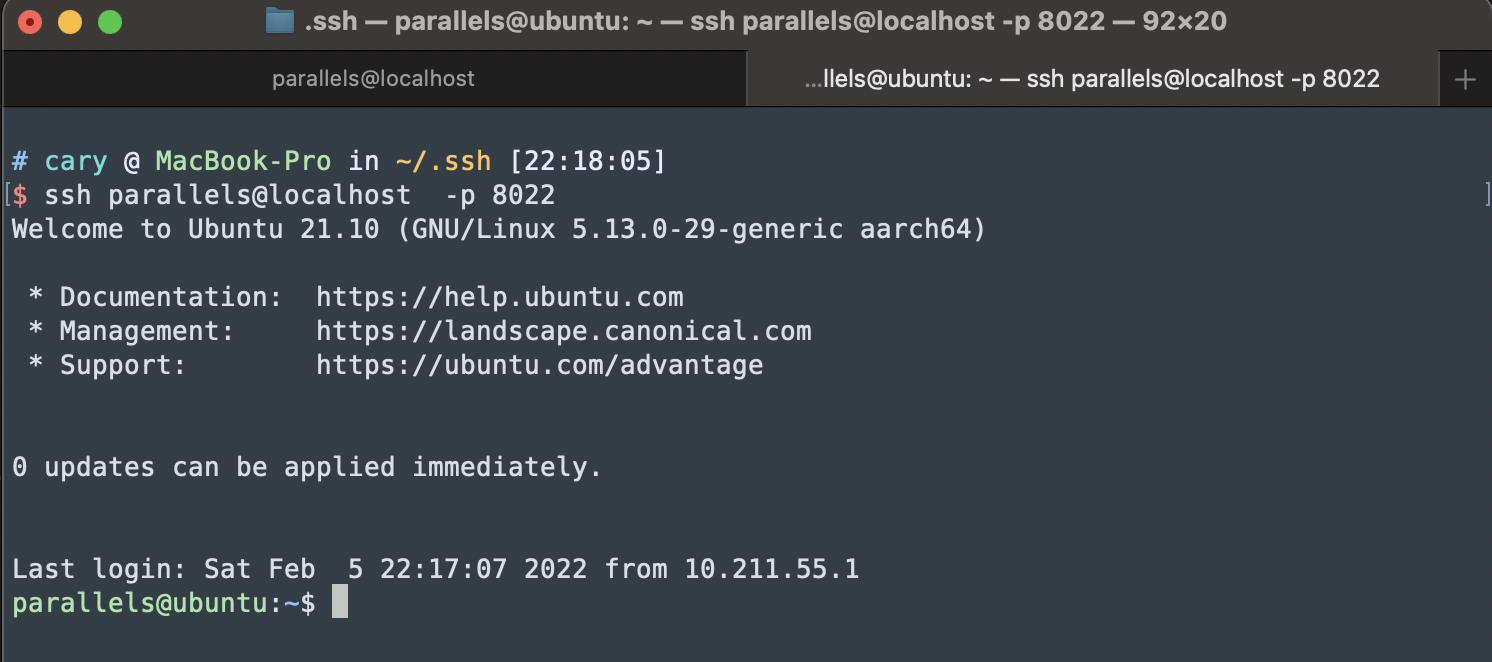 .ssh — parallels@ubuntu: ~ — ssh parallels@localhost -p 8022 — 92×20
parallels@localhost
...llels@ubuntu: ~ — ssh parallels@localhost -p 8022
+
# cary @ MacBook-Pro in ~/.ssh [22:18:05]
[$ ssh parallels@localhost  -p 8022 ]
Welcome to Ubuntu 21.10 (GNU/Linux 5.13.0-29-generic aarch64)
* Documentation:  https://help.ubuntu.com
* Management:     https://landscape.canonical.com
* Support:        https://ubuntu.com/advantage
0 updates can be applied immediately.
Last login: Sat Feb  5 22:17:07 2022 from 10.211.55.1
parallels@ubuntu:~$